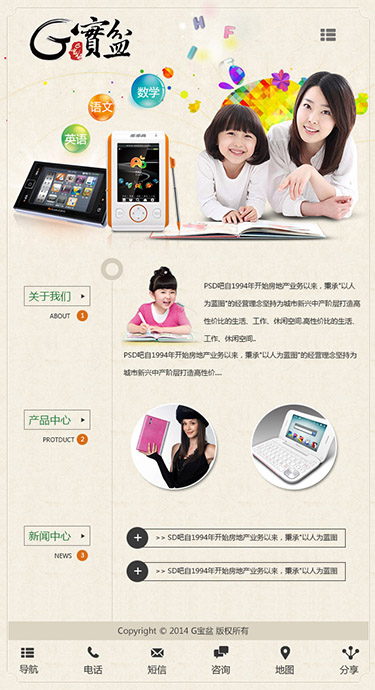 G寶盆
H
F
数学
语文
英语
关于我们
ABOUT 1
PSD吧自1994年开始房地产业务以来，秉承“以人
为蓝图”的经营理念坚持为城市新兴中产阶层打造高
性价比的生活、工作、休闲空间.高性价比的生活、
工作、休闲空间..
PSD吧自1994年开始房地产业务以来，秉承“以人为蓝图”的经营理念坚持为
城市新兴中产阶层打造高性价....
产品中心
PROTDUCT 2
新闻中心
NEWS 3
>> SD吧自1994年开始房地产业务以来，秉承“以人为蓝图
>> SD吧自1994年开始房地产业务以来，秉承“以人为蓝图
Copyright © 2014 G宝盆 版权所有
导航 电话 短信 咨询 地图 分享